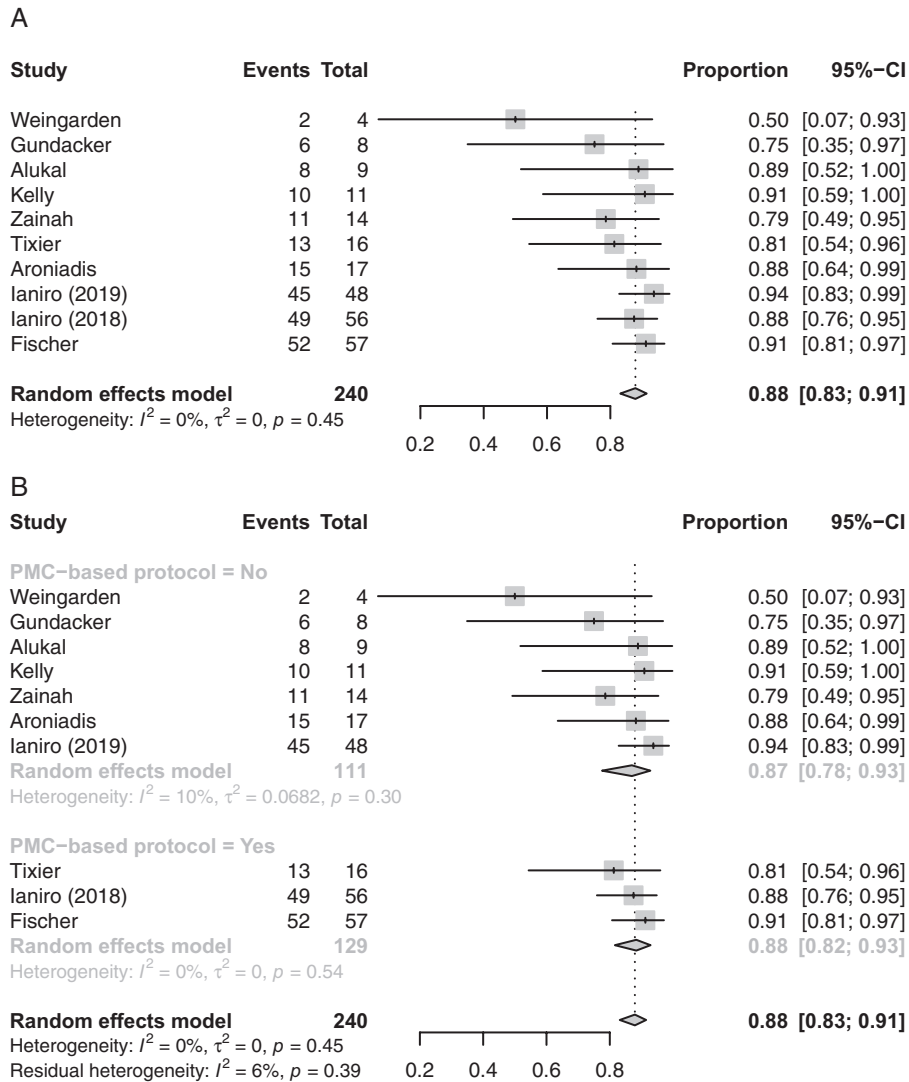 A
Study Events Total Proportion 95%−CI
Weingarden 2 4 0.50 [0.07; 0.93]
Gundacker 6 8 0.75 [0.35; 0.97]
Alukal 8 9 0.89 [0.52; 1.00]
Kelly 10 11 0.91 [0.59; 1.00]
Zainah 11 14 0.79 [0.49; 0.95]
Tixier 13 16 0.81 [0.54; 0.96]
Aroniadis 15 17 0.88 [0.64; 0.99]
Ianiro (2019) 45 48 0.94 [0.83; 0.99]
Ianiro (2018) 49 56 0.88 [0.76; 0.95]
Fischer 52 57 0.91 [0.81; 0.97]
Random effects model 240 0.88 [0.83; 0.91]
Heterogeneity: I² = 0%, τ² = 0, p = 0.45
0.2 0.4 0.6 0.8
B
Study Events Total Proportion 95%−CI
PMC−based protocol = No
Weingarden 2 4 0.50 [0.07; 0.93]
Gundacker 6 8 0.75 [0.35; 0.97]
Alukal 8 9 0.89 [0.52; 1.00]
Kelly 10 11 0.91 [0.59; 1.00]
Zainah 11 14 0.79 [0.49; 0.95]
Aroniadis 15 17 0.88 [0.64; 0.99]
Ianiro (2019) 45 48 0.94 [0.83; 0.99]
Random effects model 111 0.87 [0.78; 0.93]
Heterogeneity: I² = 10%, τ² = 0.0682, p = 0.30
PMC−based protocol = Yes
Tixier 13 16 0.81 [0.54; 0.96]
Ianiro (2018) 49 56 0.88 [0.76; 0.95]
Fischer 52 57 0.91 [0.81; 0.97]
Random effects model 129 0.88 [0.82; 0.93]
Heterogeneity: I² = 0%, τ² = 0, p = 0.54
Random effects model 240 0.88 [0.83; 0.91]
Heterogeneity: I² = 0%, τ² = 0, p = 0.45
Residual heterogeneity: I² = 6%, p = 0.39
0.2 0.4 0.6 0.8